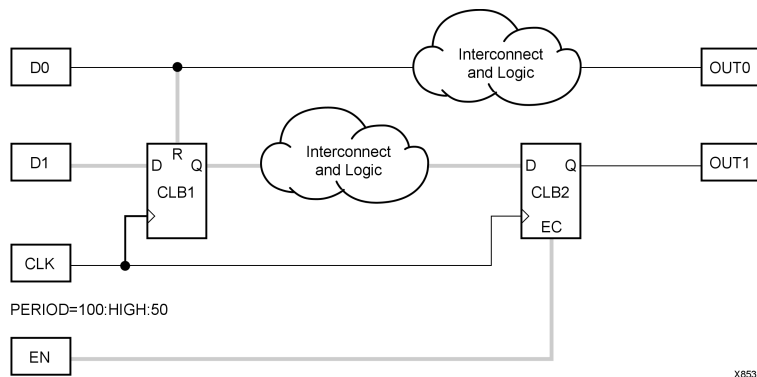 D0
Interconnect
and Logic
OUT0
D1
R
D Q
CLB1
Interconnect
and Logic
D Q
CLB2
EC
OUT1
CLK
PERIOD=100:HIGH:50
EN
X853